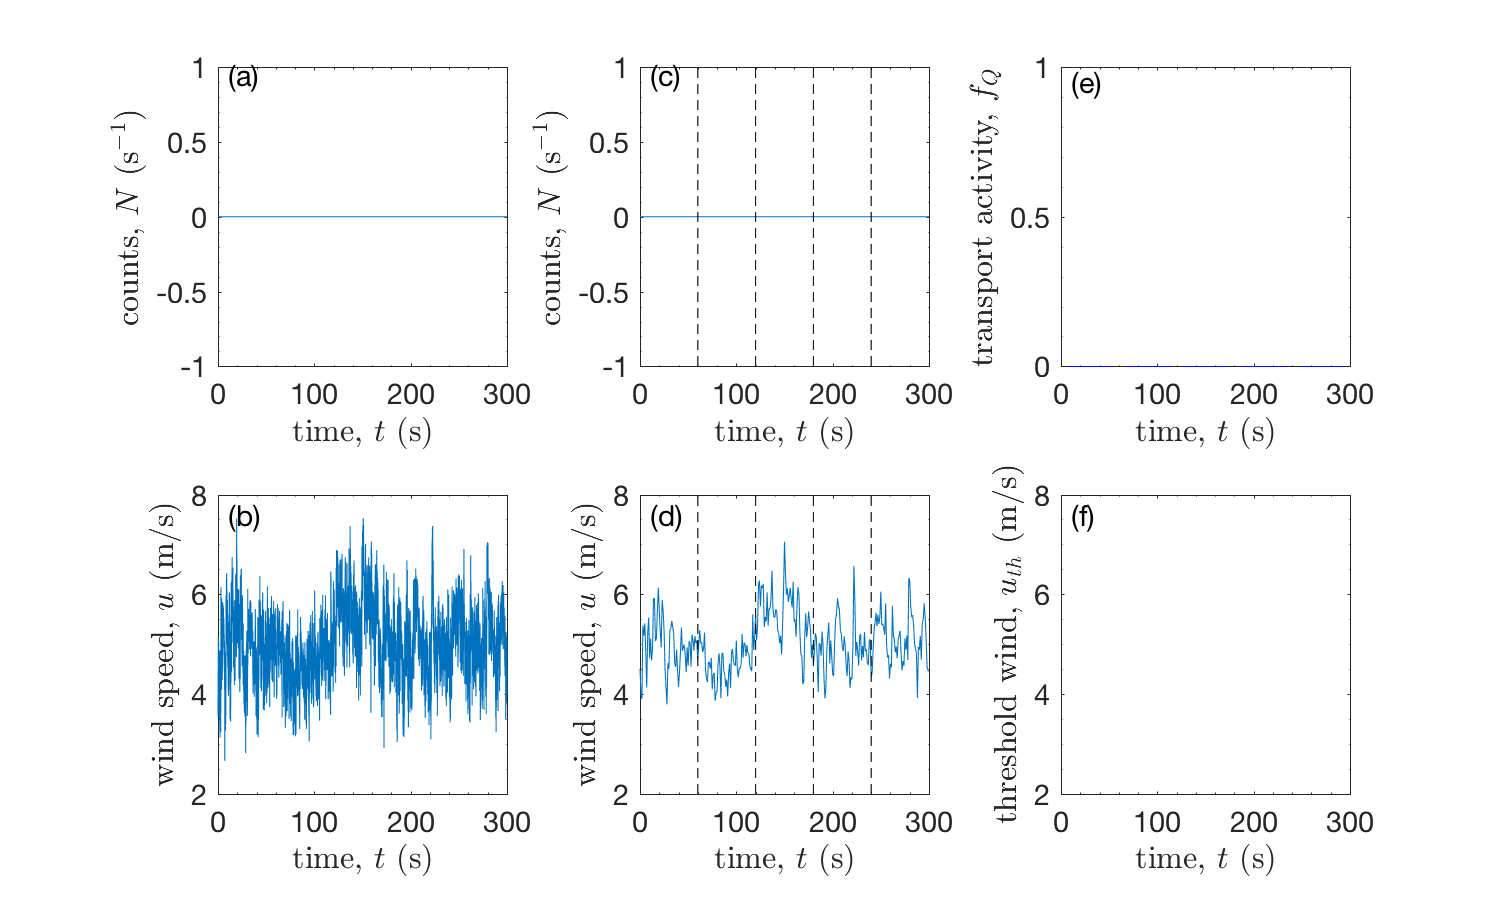 (a)
1
0.5
0
-0.5
-1
counts, N (s⁻¹)
0 100 200 300
time, t (s)
(c)
1
0.5
0
-0.5
-1
counts, N (s⁻¹)
0 100 200 300
time, t (s)
(e)
1
0.5
0
transport activity, f_Q
0 100 200 300
time, t (s)
(b)
8
6
4
2
wind speed, u (m/s)
0 100 200 300
time, t (s)
(d)
8
6
4
2
wind speed, u (m/s)
0 100 200 300
time, t (s)
(f)
8
6
4
2
threshold wind, u_th (m/s)
0 100 200 300
time, t (s)